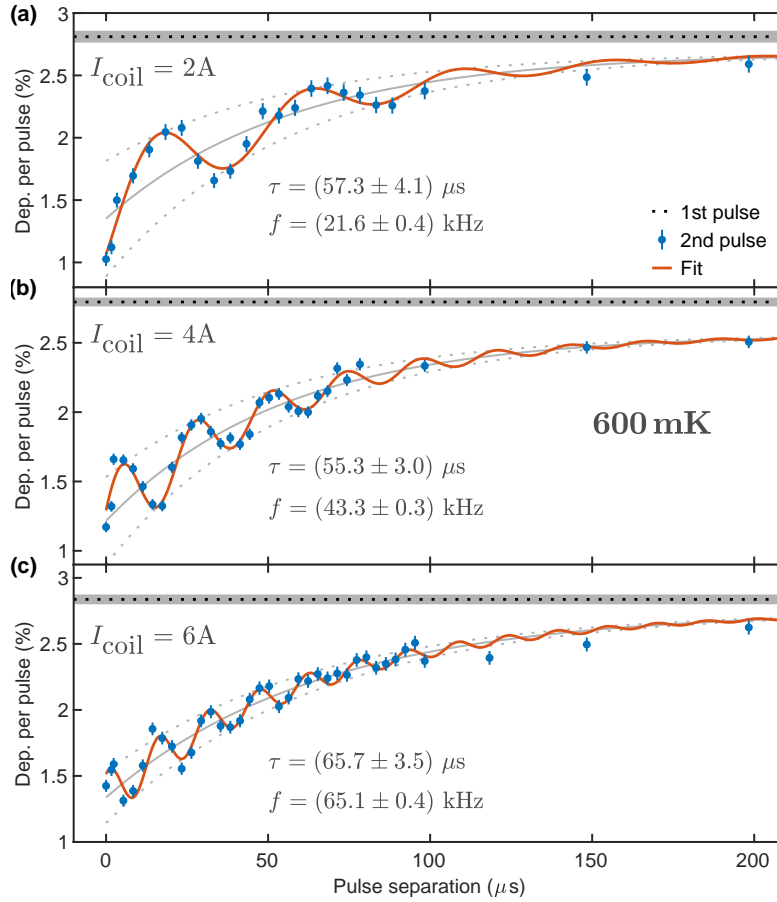 (a)
3
2.5
2
1.5
1
Dep. per pulse (%)
I_coil = 2A
τ = (57.3 ± 4.1) μs
f = (21.6 ± 0.4) kHz
1st pulse
2nd pulse
Fit
(b)
2.5
2
1.5
1
Dep. per pulse (%)
I_coil = 4A
600 mK
τ = (55.3 ± 3.0) μs
f = (43.3 ± 0.3) kHz
(c)
3
2.5
2
1.5
1
Dep. per pulse (%)
I_coil = 6A
τ = (65.7 ± 3.5) μs
f = (65.1 ± 0.4) kHz
0 50 100 150 200
Pulse separation (μs)